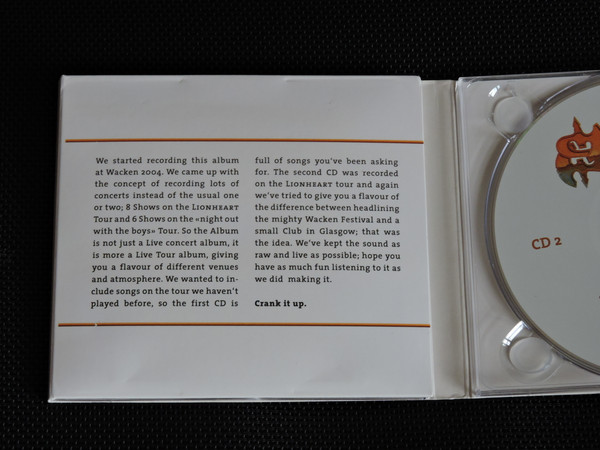 We started recording this album
at Wacken 2004. We came up with
the concept of recording lots of
concerts instead of the usual one
or two; 8 Shows on the LIONHEART
Tour and 6 Shows on the «night out
with the boys» Tour. So the Album
is not just a Live concert album, it
is more a Live Tour album, giving
you a flavour of different venues
and atmosphere. We wanted to in-
clude songs on the tour we haven't
played before, so the first CD is
full of songs you've been asking
for. The second CD was recorded
on the LIONHEART tour and again
we've tried to give you a flavour of
the difference between headlining
the mighty Wacken Festival and a
small Club in Glasgow; that was
the idea. We've kept the sound as
raw and live as possible; hope you
have as much fun listening to it as
we did making it.
Crank it up.
CD 2